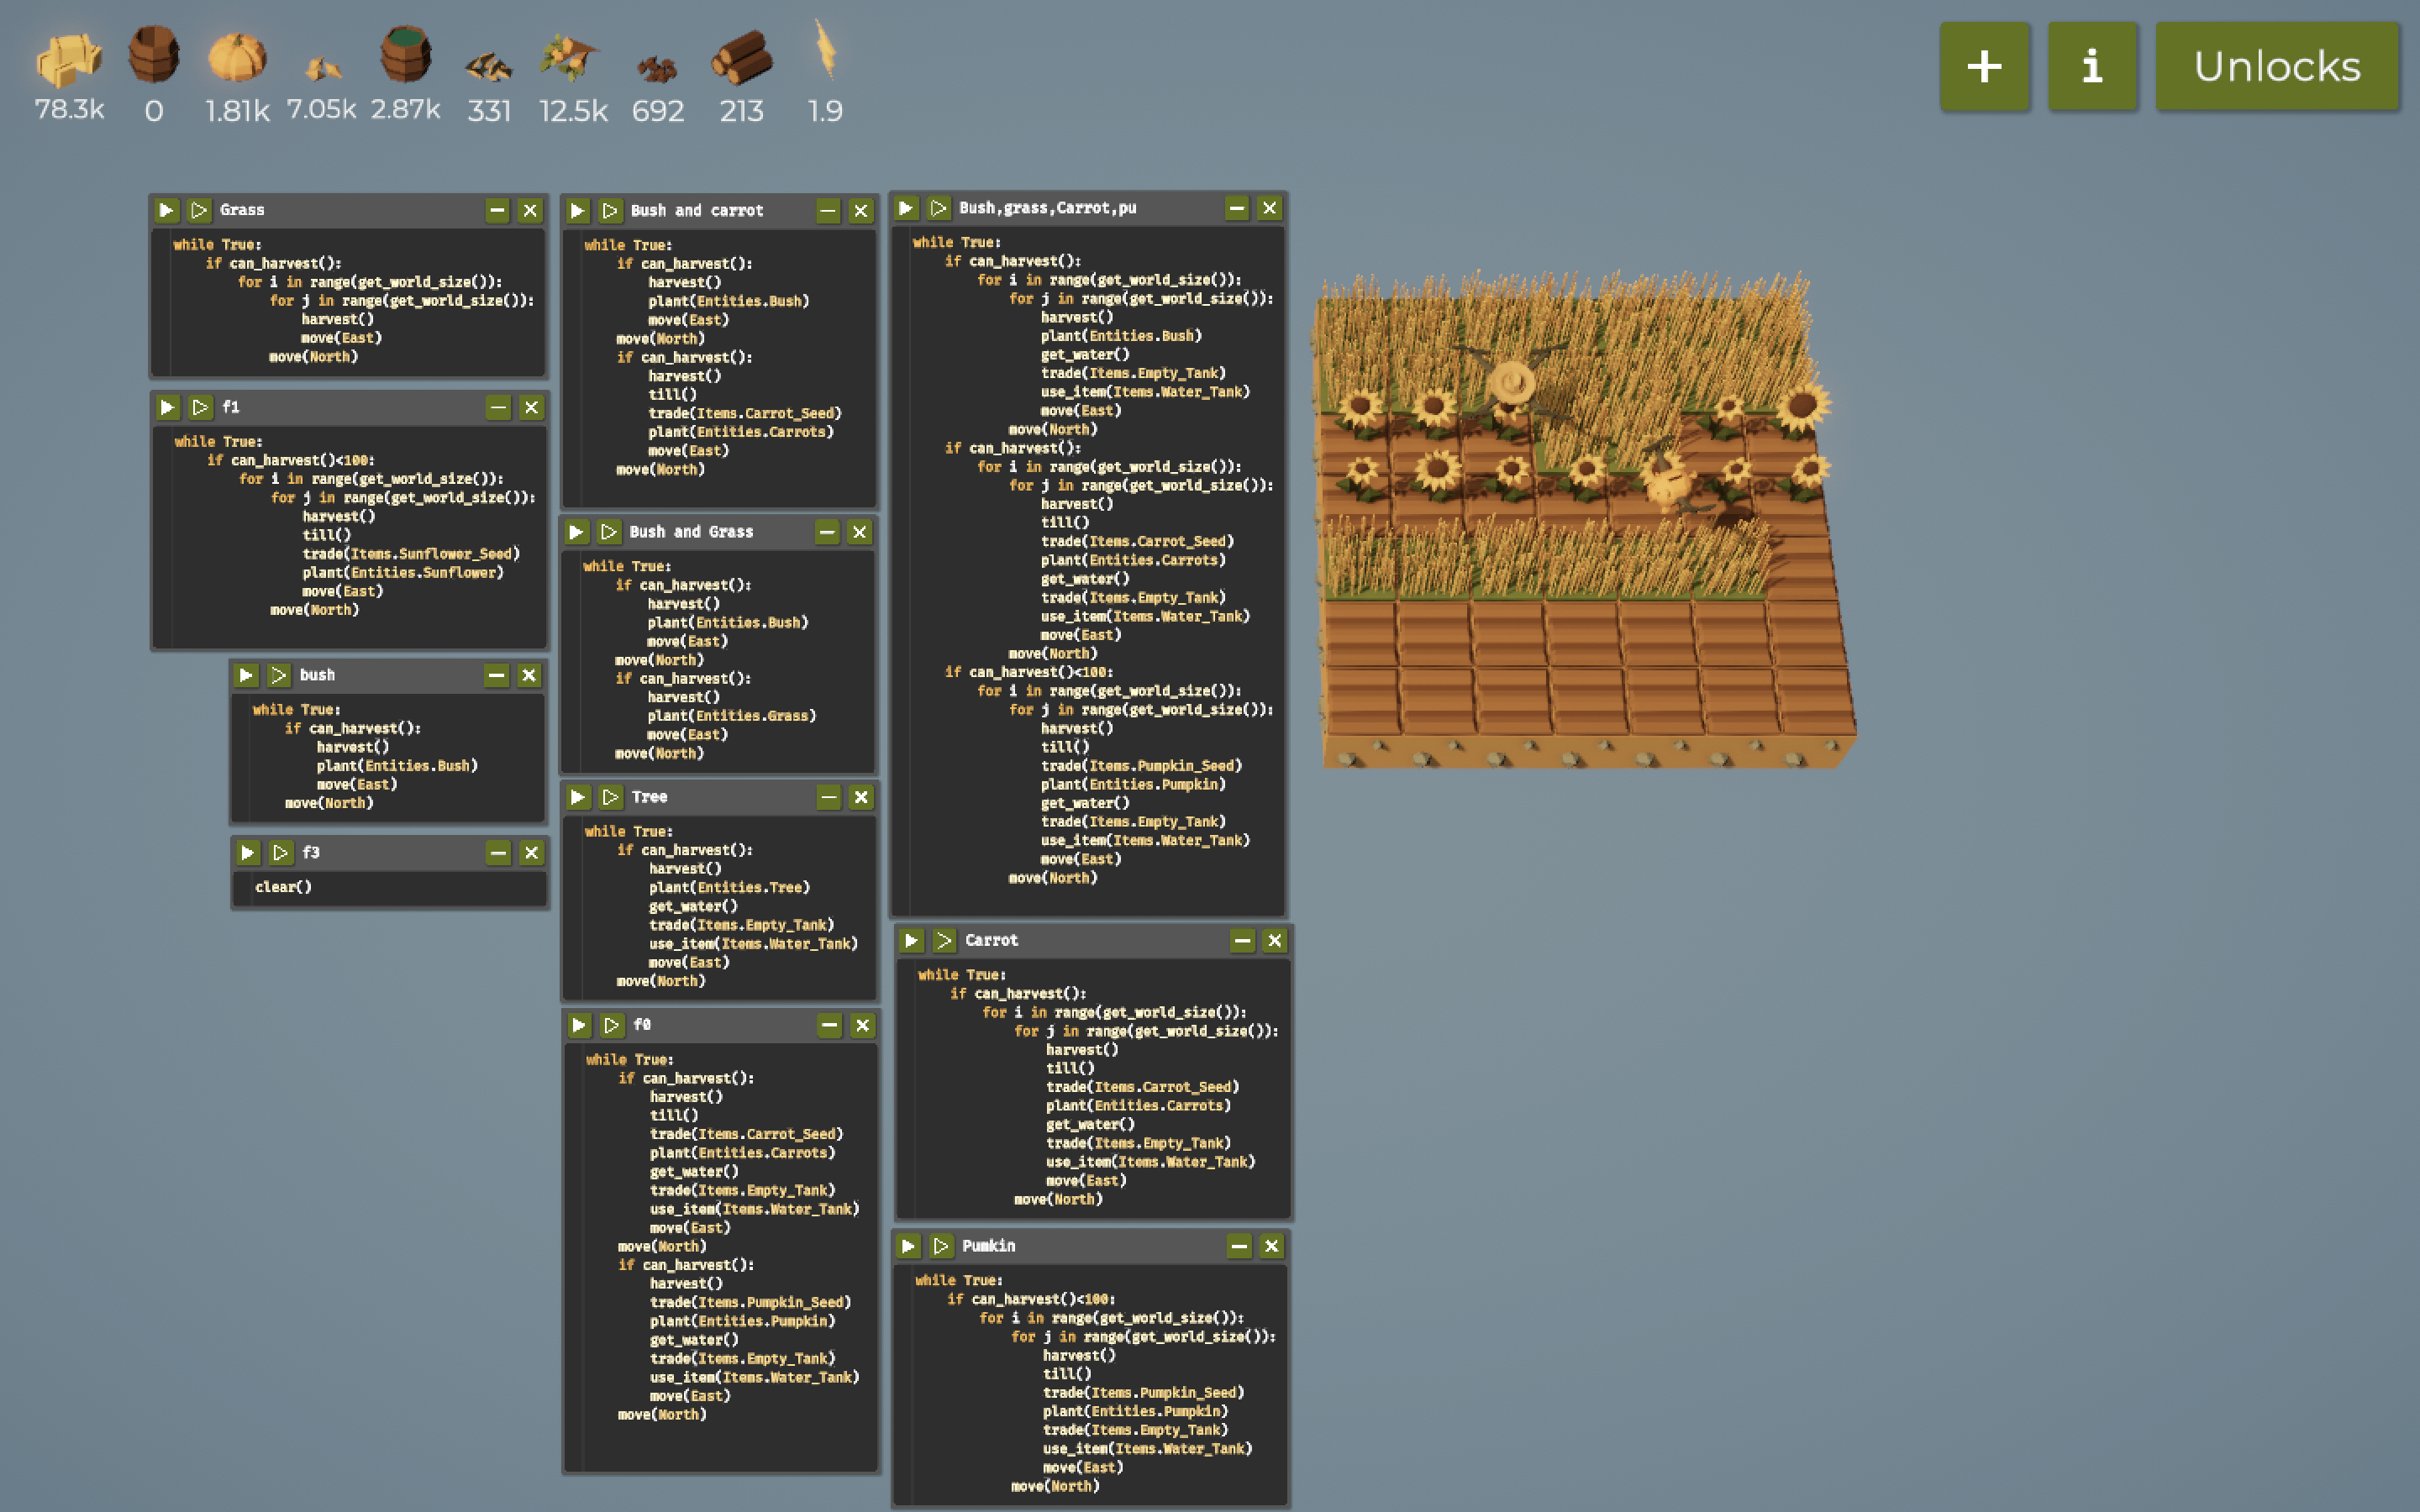 78.3k 0 1.81k 7.05k 2.87k 331 12.5k 692 213 1.9
+ i Unlocks
Grass
while True:
    if can_harvest():
        for i in range(get_world_size()):
            for j in range(get_world_size()):
                harvest()
                move(East)
            move(North)
f1
while True:
    if can_harvest()<100:
        for i in range(get_world_size()):
            for j in range(get_world_size()):
                harvest()
                till()
                trade(Items.Sunflower_Seed)
                plant(Entities.Sunflower)
                move(East)
            move(North)
bush
while True:
    if can_harvest():
        harvest()
        plant(Entities.Bush)
        move(East)
    move(North)
f3
clear()
Bush and carrot
while True:
    if can_harvest():
        harvest()
        plant(Entities.Bush)
        move(East)
    move(North)
    if can_harvest():
        harvest()
        till()
        trade(Items.Carrot_Seed)
        plant(Entities.Carrots)
        move(East)
    move(North)
Bush and Grass
while True:
    if can_harvest():
        harvest()
        plant(Entities.Bush)
        move(East)
    move(North)
    if can_harvest():
        harvest()
        plant(Entities.Grass)
        move(East)
    move(North)
Tree
while True:
    if can_harvest():
        harvest()
        plant(Entities.Tree)
        get_water()
        trade(Items.Empty_Tank)
        use_item(Items.Water_Tank)
        move(East)
    move(North)
f0
while True:
    if can_harvest():
        harvest()
        till()
        trade(Items.Carrot_Seed)
        plant(Entities.Carrots)
        get_water()
        trade(Items.Empty_Tank)
        use_item(Items.Water_Tank)
        move(East)
    move(North)
    if can_harvest():
        harvest()
        trade(Items.Pumpkin_Seed)
        plant(Entities.Pumpkin)
        get_water()
        trade(Items.Empty_Tank)
        use_item(Items.Water_Tank)
        move(East)
    move(North)
Bush,grass,Carrot,pu
while True:
    if can_harvest():
        for i in range(get_world_size()):
            for j in range(get_world_size()):
                harvest()
                plant(Entities.Bush)
                get_water()
                trade(Items.Empty_Tank)
                use_item(Items.Water_Tank)
                move(East)
            move(North)
    if can_harvest():
        for i in range(get_world_size()):
            for j in range(get_world_size()):
                harvest()
                till()
                trade(Items.Carrot_Seed)
                plant(Entities.Carrots)
                get_water()
                trade(Items.Empty_Tank)
                use_item(Items.Water_Tank)
                move(East)
            move(North)
    if can_harvest()<100:
        for i in range(get_world_size()):
            for j in range(get_world_size()):
                harvest()
                till()
                trade(Items.Pumpkin_Seed)
                plant(Entities.Pumpkin)
                get_water()
                trade(Items.Empty_Tank)
                use_item(Items.Water_Tank)
                move(East)
            move(North)
Carrot
while True:
    if can_harvest():
        for i in range(get_world_size()):
            for j in range(get_world_size()):
                harvest()
                till()
                trade(Items.Carrot_Seed)
                plant(Entities.Carrots)
                get_water()
                trade(Items.Empty_Tank)
                use_item(Items.Water_Tank)
                move(East)
            move(North)
Pumkin
while True:
    if can_harvest()<100:
        for i in range(get_world_size()):
            for j in range(get_world_size()):
                harvest()
                till()
                trade(Items.Pumpkin_Seed)
                plant(Entities.Pumpkin)
                trade(Items.Empty_Tank)
                use_item(Items.Water_Tank)
                move(East)
            move(North)